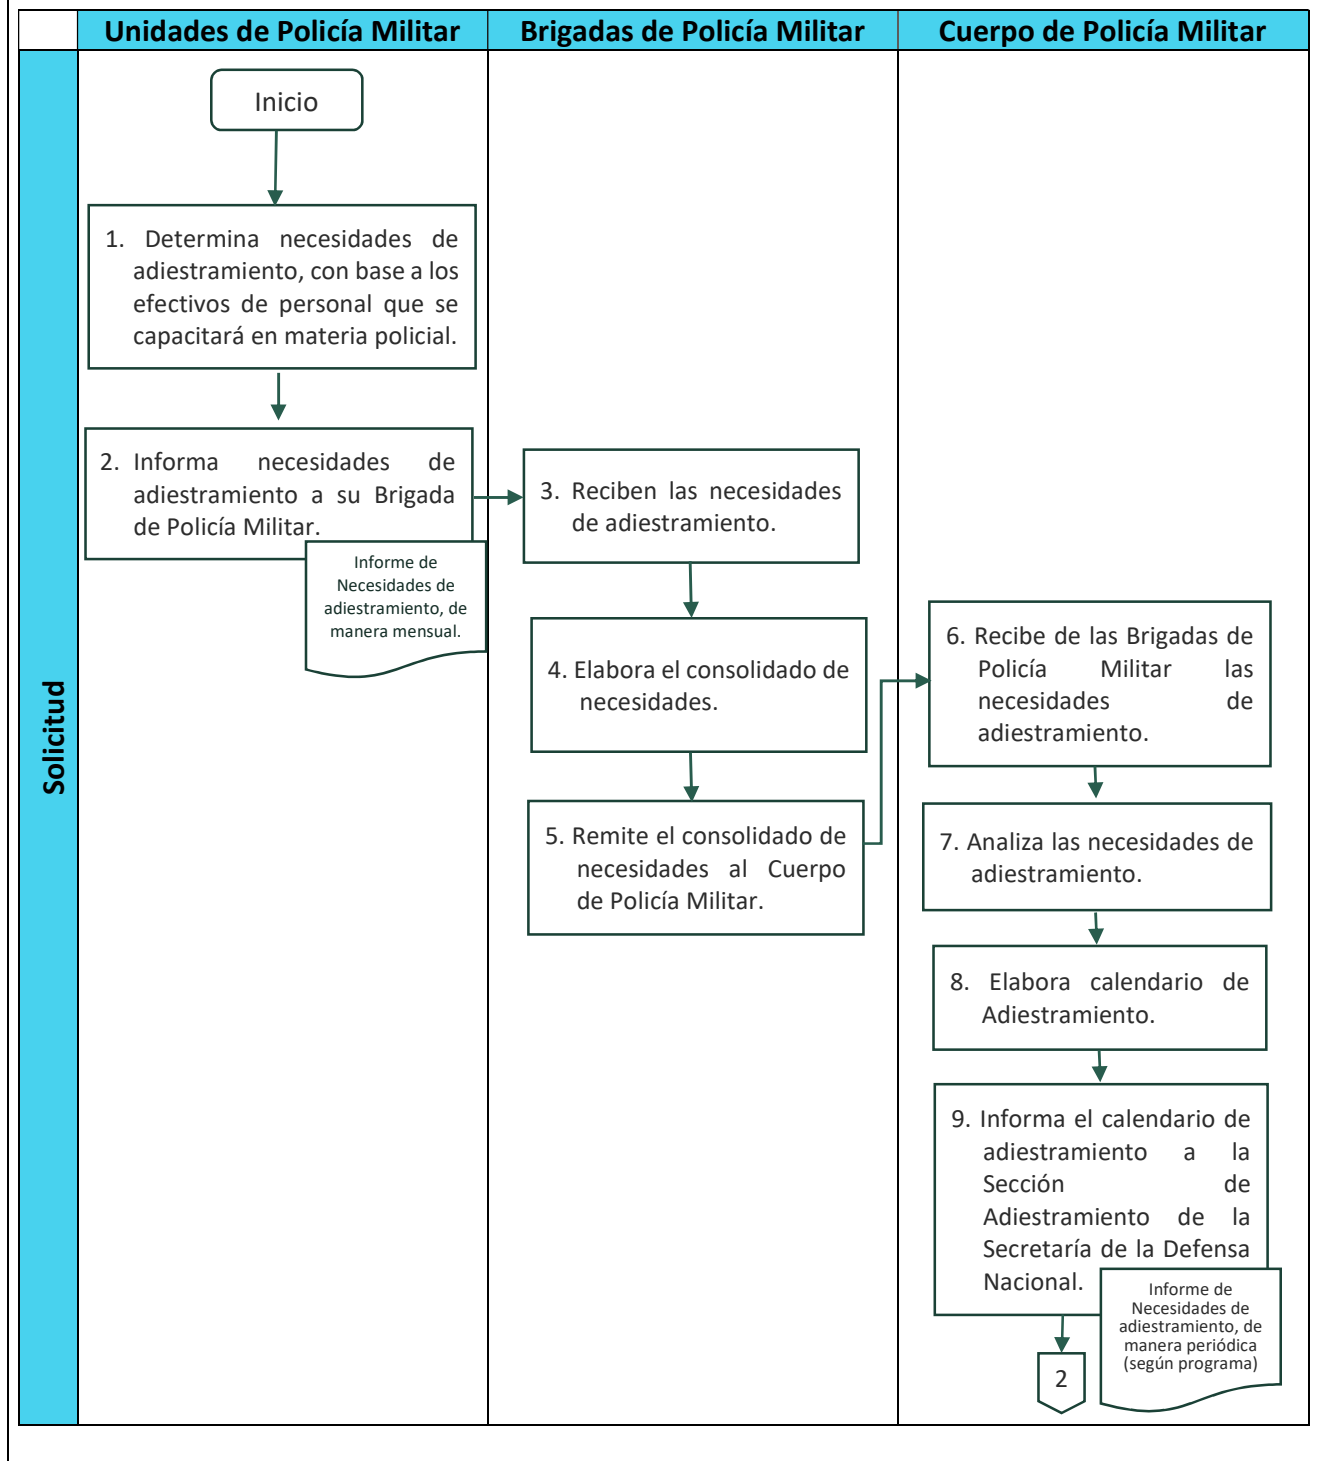 Unidades de Policía Militar
Brigadas de Policía Militar
Cuerpo de Policía Militar
Solicitud
Inicio
1. Determina necesidades de
adiestramiento, con base a los
efectivos de personal que se
capacitará en materia policial.
2. Informa necesidades de
adiestramiento a su Brigada
de Policía Militar.
Informe de
Necesidades de
adiestramiento, de
manera mensual.
3. Reciben las necesidades
de adiestramiento.
4. Elabora el consolidado de
necesidades.
5. Remite el consolidado de
necesidades al Cuerpo
de Policía Militar.
6. Recibe de las Brigadas de
Policía Militar las
necesidades de
adiestramiento.
7. Analiza las necesidades de
adiestramiento.
8. Elabora calendario de
Adiestramiento.
9. Informa el calendario de
adiestramiento a la
Sección de
Adiestramiento de la
Secretaría de la Defensa
Nacional.
Informe de
Necesidades de
adiestramiento, de
manera periódica
(según programa)
2